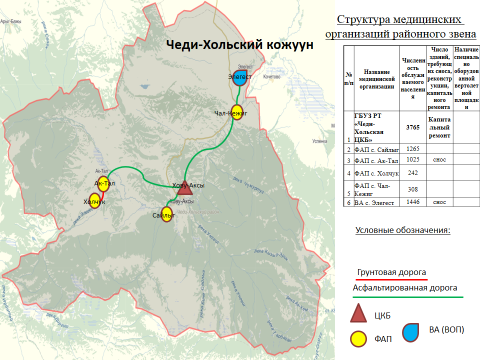 Чеди-Хольский кожуун
Структура медицинских
организаций районного звена
№ п/п
Название медицинской организации
Численность обслуживаемого населения
Число зданий, требующих сноса, реконструкции, капитального ремонта
Наличие специально оборудованной вертолетной площадки
1 ГБУЗ РТ «Чеди-Хольская ЦКБ» 3765 Капитальный ремонт
2 ФАП с. Сайлыг 1265
3 ФАП с. Ак-Тал 1025 снос
4 ФАП с. Холчук 242
5 ФАП с. Чал-Кежиг 308
6 ВА с. Элегест 1446 снос
Элегест
Чал-Кежиг
Ак-Тал
Холчук
Хову-Аксы
Хову-Аксы
Сайлыг
Условные обозначения:
Грунтовая дорога
Асфальтированная дорога
ЦКБ
ФАП
ВА (ВОП)